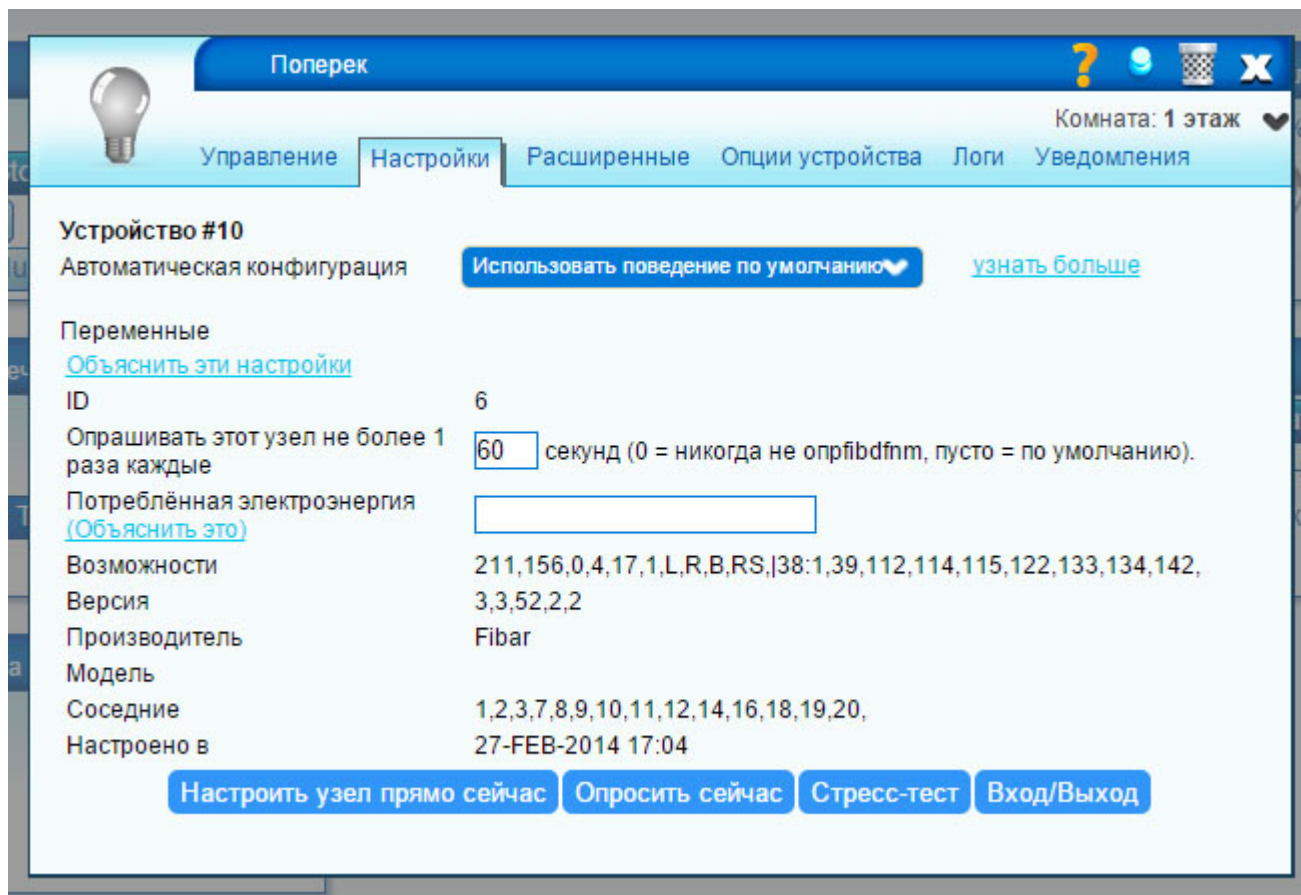 Поперек
Комната: 1 этаж
Управление Настройки Расширенные Опции устройства Логи Уведомления
Устройство #10
Автоматическая конфигурация Использовать поведение по умолчанию узнать больше
Переменные
Объяснить эти настройки
ID 6
Опрашивать этот узел не более 1
раза каждые 60 секунд (0 = никогда не опрfibdfnm, пусто = по умолчанию).
Потреблённая электроэнергия
(Объяснить это)
Возможности 211,156,0,4,17,1,L,R,B,RS,|38:1,39,112,114,115,122,133,134,142,
Версия 3,3,52,2,2
Производитель Fibar
Модель
Соседние 1,2,3,7,8,9,10,11,12,14,16,18,19,20,
Настроено в 27-FEB-2014 17:04
Настроить узел прямо сейчас Опросить сейчас Стресс-тест Вход/Выход